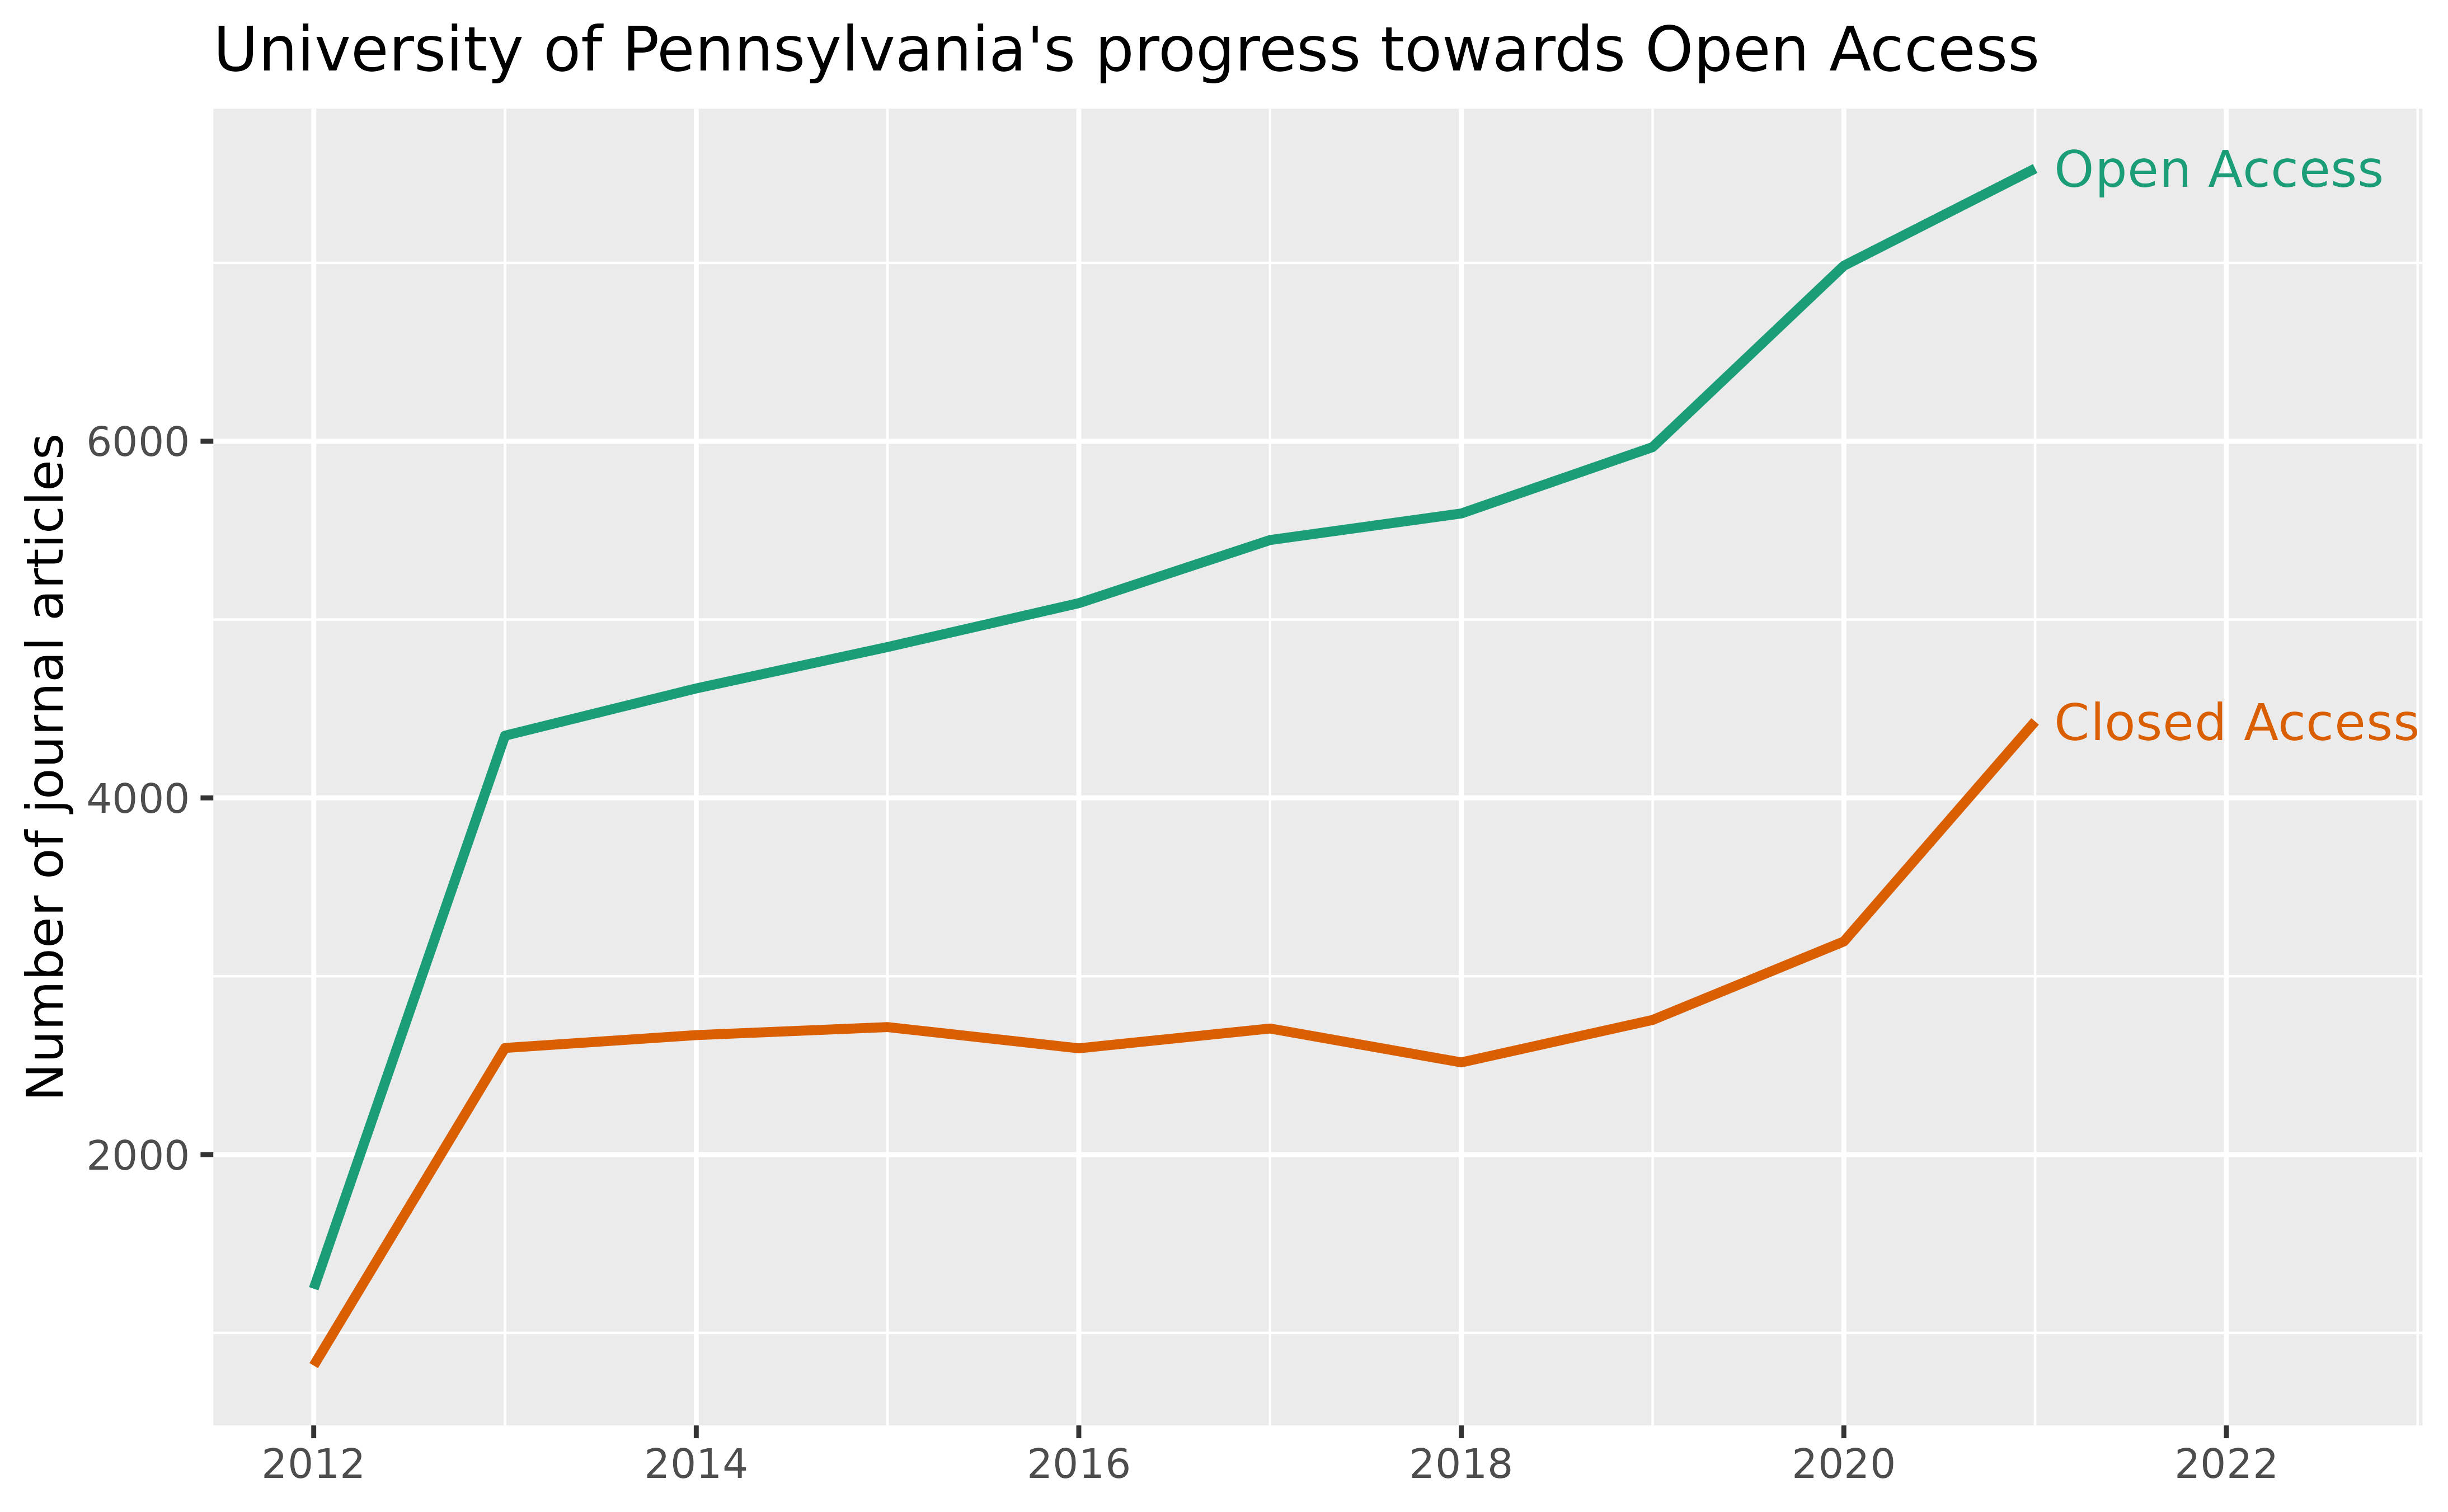 University of Pennsylvania's progress towards Open Access
Open Access
Closed Access
Number of journal articles
6000
4000
2000
2012
2014
2016
2018
2020
2022